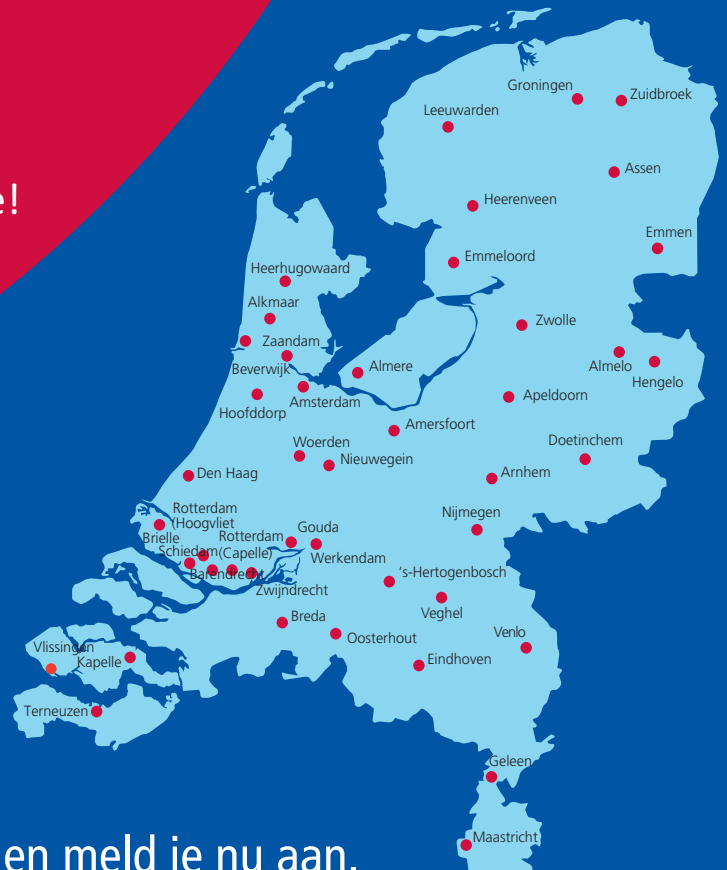 e!
Groningen
Zuidbroek
Leeuwarden
Assen
Heerenveen
Emmen
Emmeloord
Heerhugowaard
Alkmaar
Zwolle
Zaandam
Beverwijk
Almere
Almelo
Hengelo
Amsterdam
Apeldoorn
Hoofddorp
Amersfoort
Doetinchem
Woerden
Nieuwegein
Den Haag
Arnhem
Rotterdam
(Hoogvliet
Brielle
Nijmegen
Gouda
Rotterdam
(Capelle)
Schiedam
Werkendam
Barendrecht
's-Hertogenbosch
Zwijndrecht
Veghel
Breda
Oosterhout
Venlo
Vlissingen
Kapelle
Eindhoven
Terneuzen
Geleen
Maastricht
en meld je nu aan.